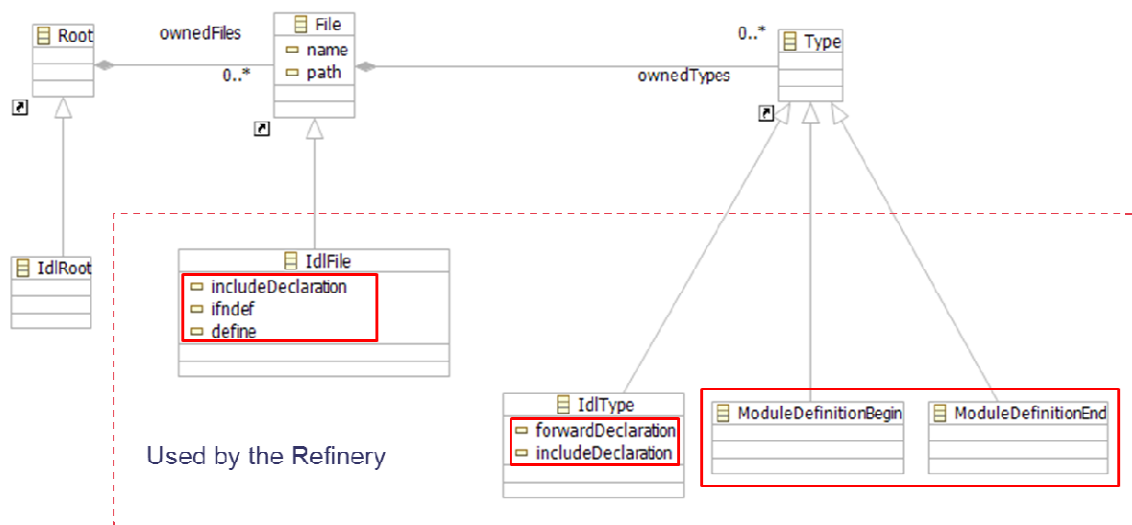 Root
ownedFiles
0..*
File
name
path
0..*
ownedTypes
Type
IdlRoot
IdlFile
includeDeclaration
ifndef
define
IdlType
forwardDeclaration
includeDeclaration
ModuleDefinitionBegin
ModuleDefinitionEnd
Used by the Refinery